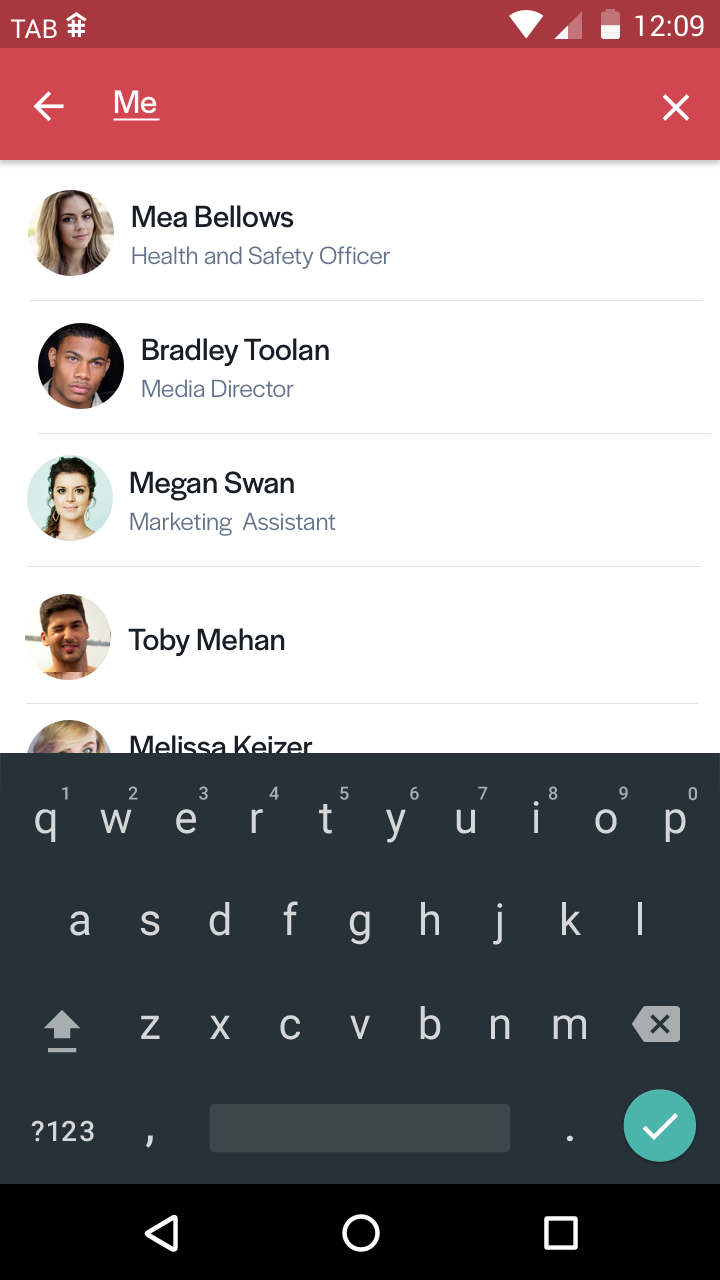 TAB 12:09
Me
Mea Bellows
Health and Safety Officer
Bradley Toolan
Media Director
Megan Swan
Marketing  Assistant
Toby Mehan
Melissa Keizer
1 2 3 4 5 6 7 8 9 0
q w e r t y u i o p
a s d f g h j k l
z x c v b n m
?123 , .